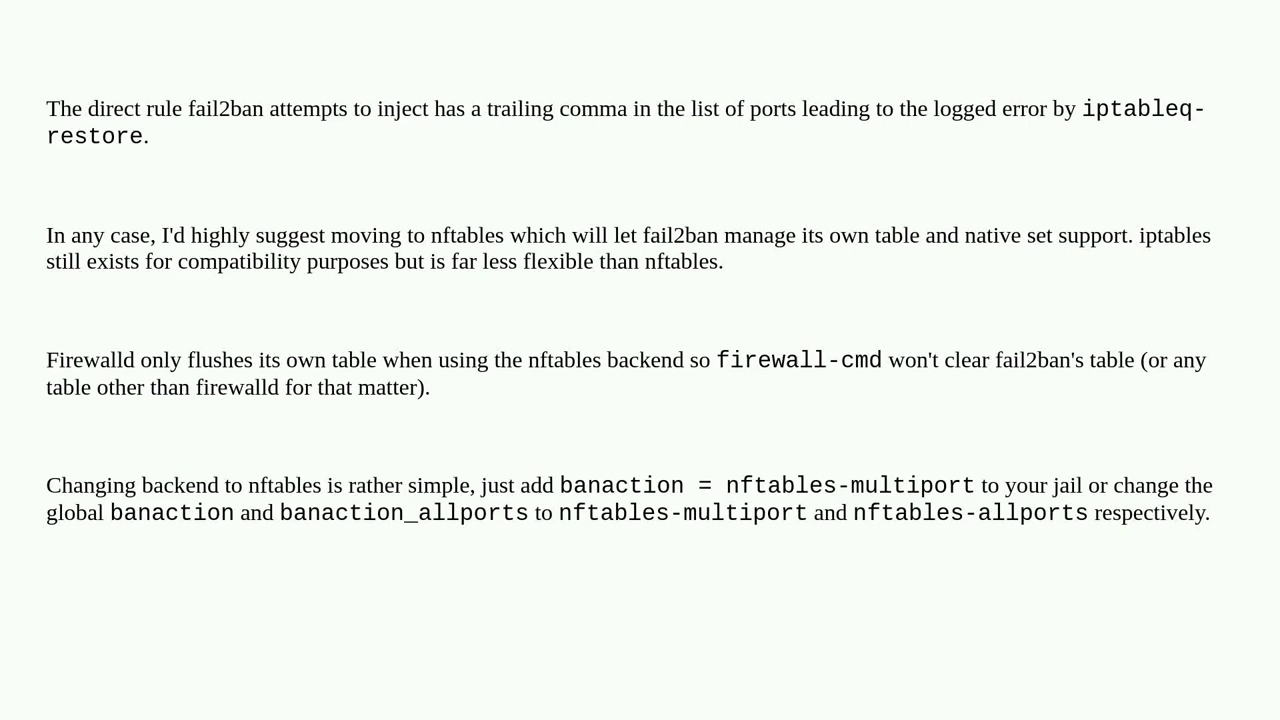 The direct rule fail2ban attempts to inject has a trailing comma in the list of ports leading to the logged error by iptableq-
restore.
In any case, I'd highly suggest moving to nftables which will let fail2ban manage its own table and native set support. iptables
still exists for compatibility purposes but is far less flexible than nftables.
Firewalld only flushes its own table when using the nftables backend so firewall-cmd won't clear fail2ban's table (or any
table other than firewalld for that matter).
Changing backend to nftables is rather simple, just add banaction = nftables-multiport to your jail or change the
global banaction and banaction_allports to nftables-multiport and nftables-allports respectively.